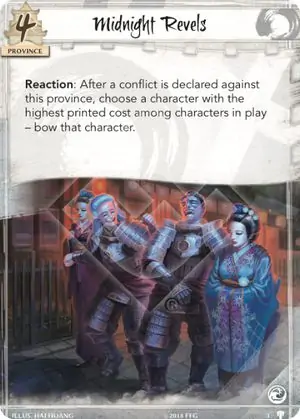 4
PROVINCE
Midnight Revels
Reaction: After a conflict is declared against
this province, choose a character with the
highest printed cost among characters in play
– bow that character.
ILLUS. HAI HOANG
© 2018 FFG